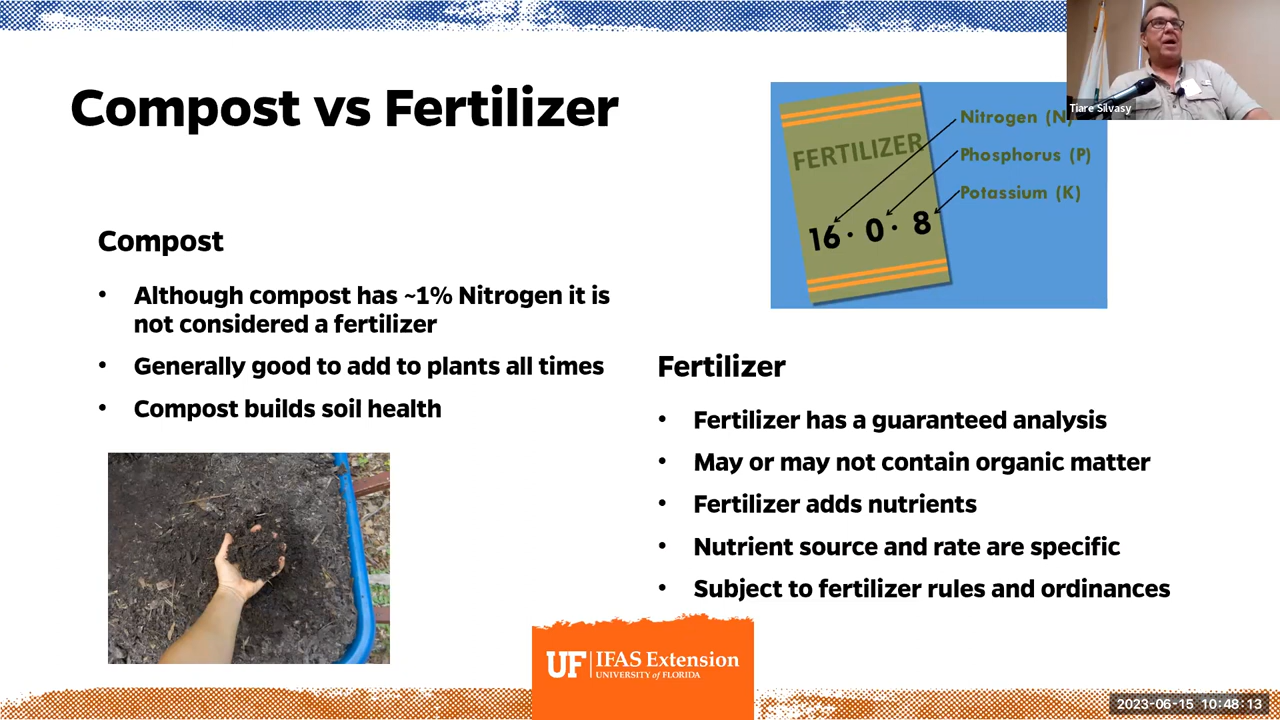 Compost vs Fertilizer
Tiare Silvasy
FERTILIZER
16· 0· 8
Nitrogen (N)
Phosphorus (P)
Potassium (K)
Compost
• Although compost has ~1% Nitrogen it is
not considered a fertilizer
• Generally good to add to plants all times
• Compost builds soil health
Fertilizer
• Fertilizer has a guaranteed analysis
• May or may not contain organic matter
• Fertilizer adds nutrients
• Nutrient source and rate are specific
• Subject to fertilizer rules and ordinances
UF IFAS Extension
UNIVERSITY of FLORIDA
2023-06-15 10:48:13